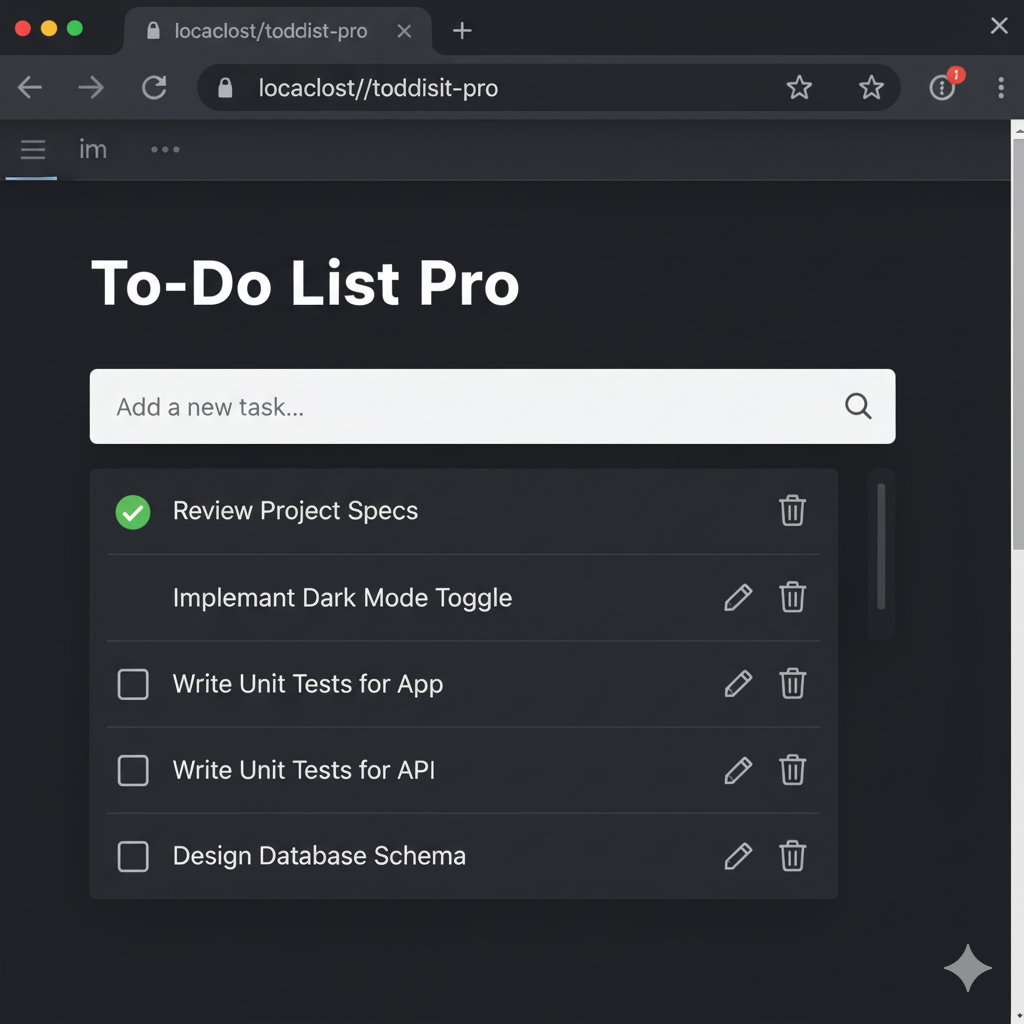 locaclost/toddist-pro
locaclost//toddisit-pro
1
im
To-Do List Pro
Add a new task...
Review Project Specs
Implemant Dark Mode Toggle
Write Unit Tests for App
Write Unit Tests for API
Design Database Schema